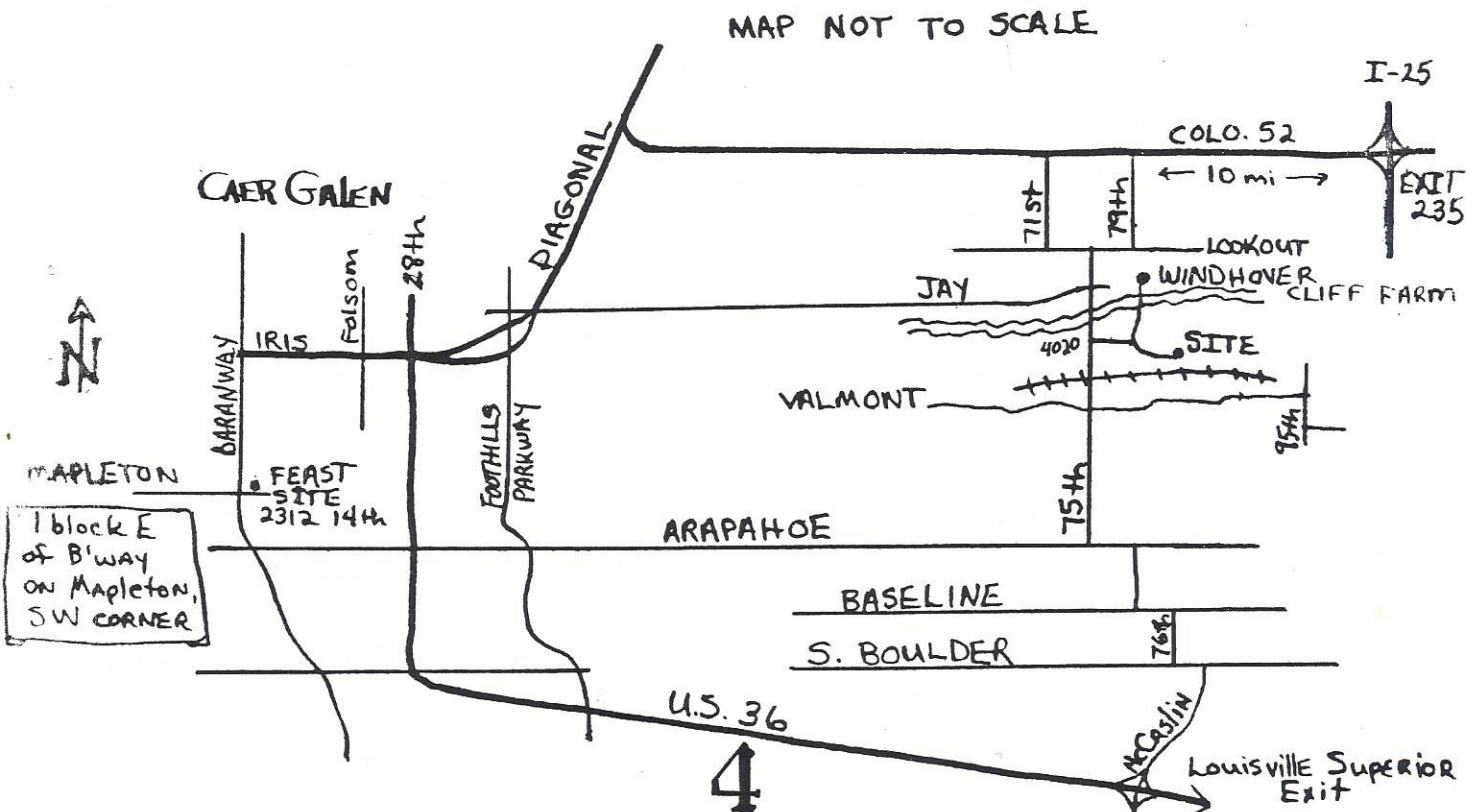 MAP NOT TO SCALE
I-25
COLO. 52
← 10 mi →
EXIT
235
CAER GALEN
DIAGONAL
28th
Folsom
71st
79th
LOOKOUT
WINDHOVER
CLIFF FARM
JAY
N
IRIS
BARANWAY
4020
SITE
VALMONT
95th
FOOTHILLS
PARKWAY
MAPLETON
FEAST
SITE
2312 14th
75th
1 block E
of B'WAY
ON MAPleton,
SW CORNER
ARAPAHOE
BASELINE
76th
S. BOULDER
U.S. 36
McCaslin
Louisville Superior
Exit
4